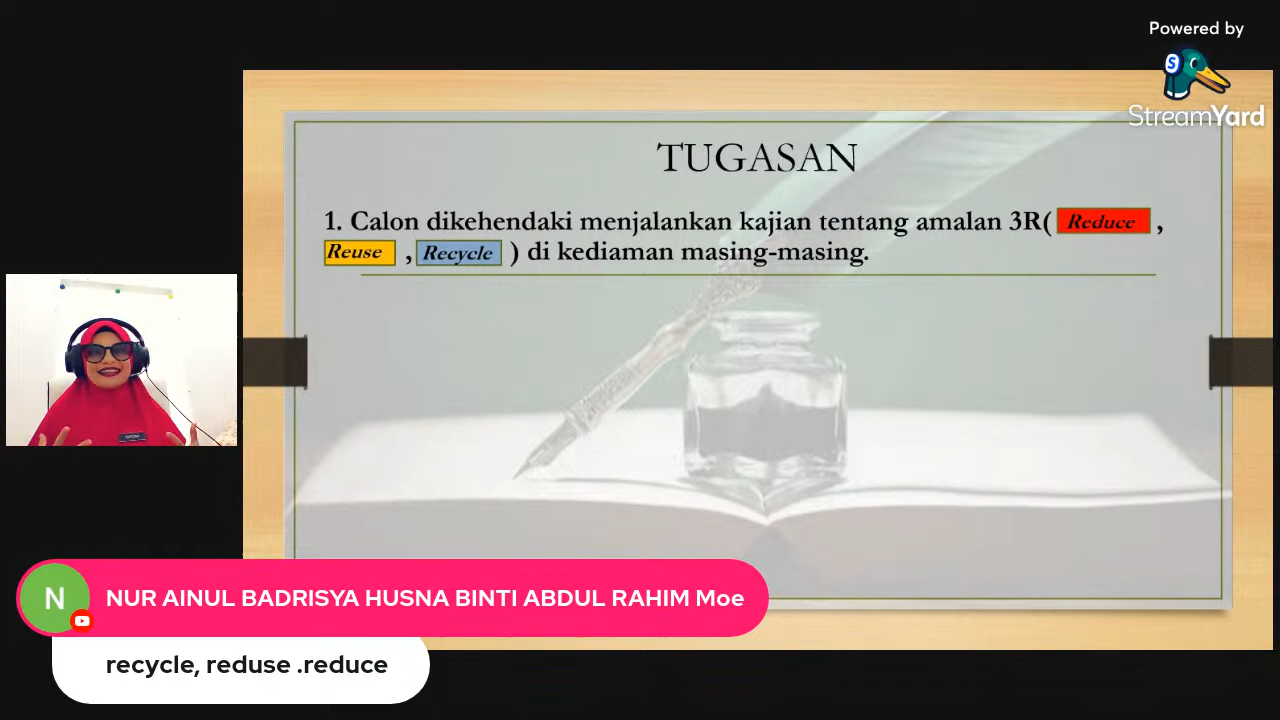 Powered by
StreamYard
TUGASAN
1. Calon dikehendaki menjalankan kajian tentang amalan 3R( Reduce ,
Reuse , Recycle ) di kediaman masing-masing.
N
NUR AINUL BADRISYA HUSNA BINTI ABDUL RAHIM Moe
recycle, reduse .reduce